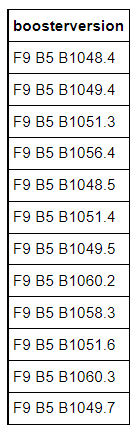 boosterversion
F9 B5 B1048.4
F9 B5 B1049.4
F9 B5 B1051.3
F9 B5 B1056.4
F9 B5 B1048.5
F9 B5 B1051.4
F9 B5 B1049.5
F9 B5 B1060.2
F9 B5 B1058.3
F9 B5 B1051.6
F9 B5 B1060.3
F9 B5 B1049.7